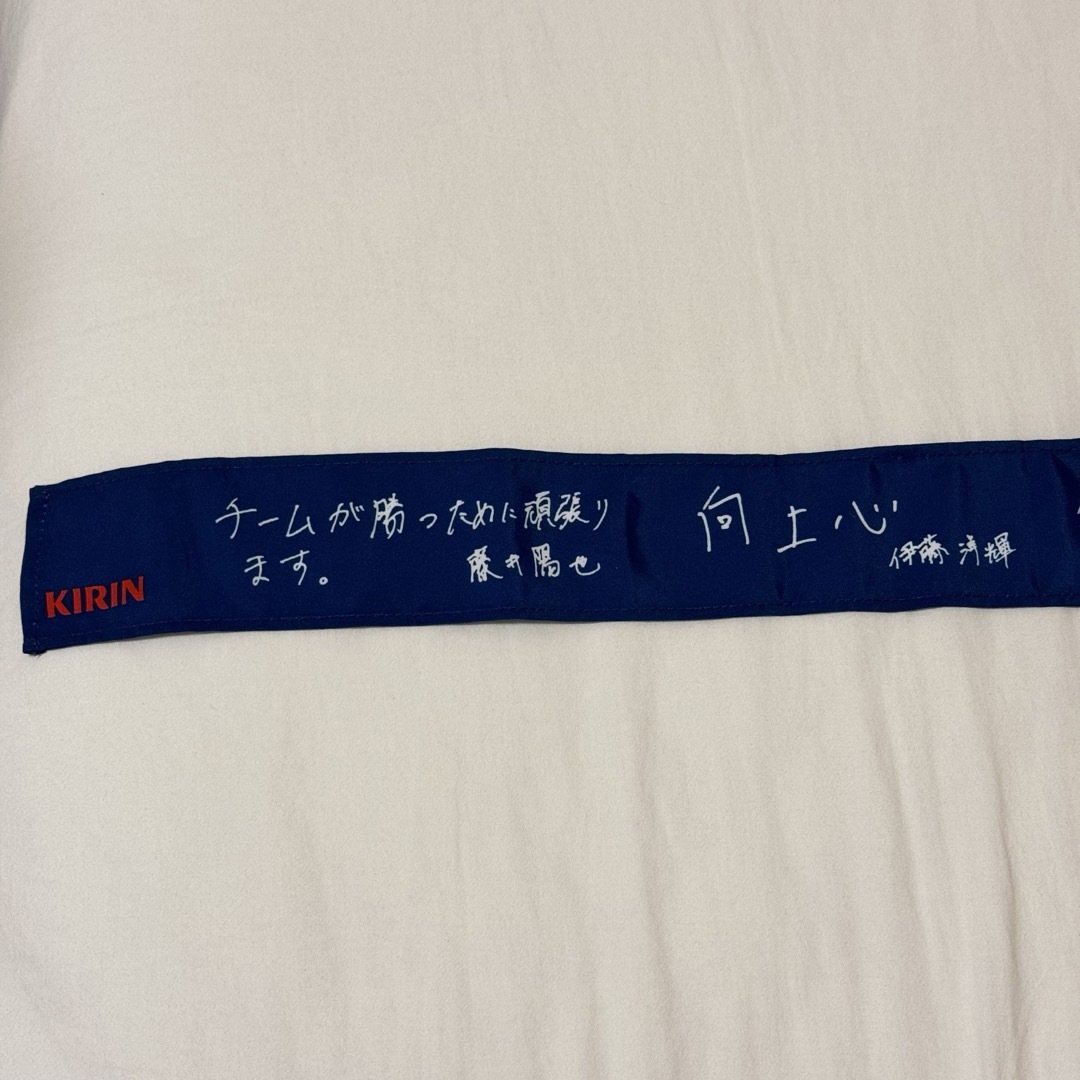 KIRIN
チームが勝つために頑張り
ます。
藤井陽也
向上心
伊藤洋輝